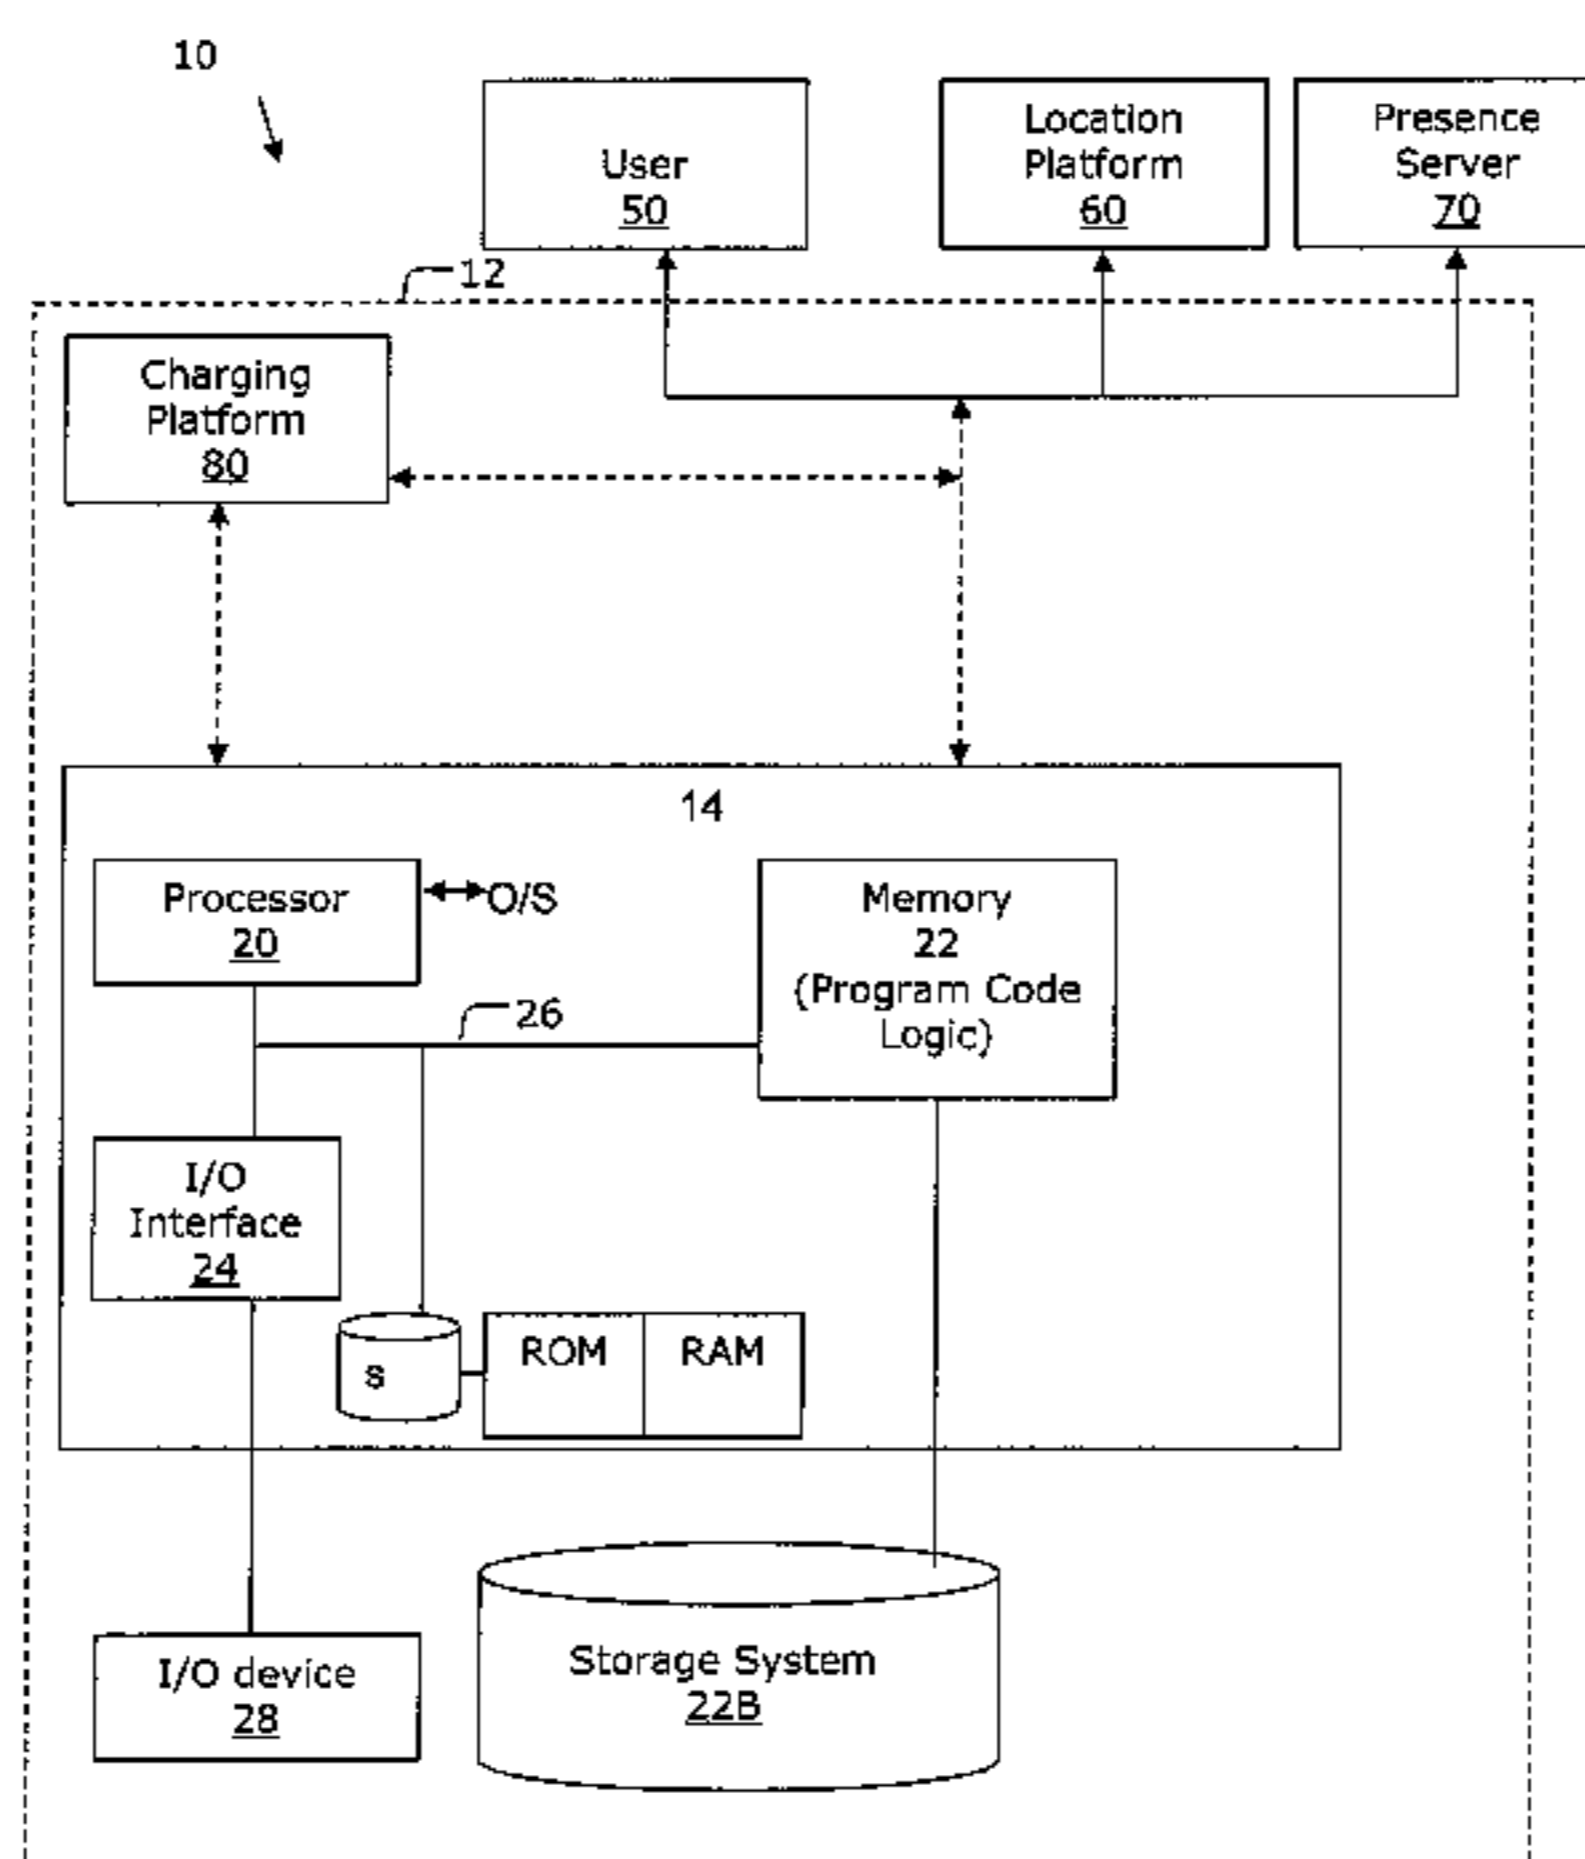 10
User
50
Location
Platform
60
Presence
Server
70
12
Charging
Platform
80
14
Processor
20
O/S
Memory
22
(Program Code
Logic)
26
I/O
Interface
24
S
ROM
RAM
I/O device
28
Storage System
22B